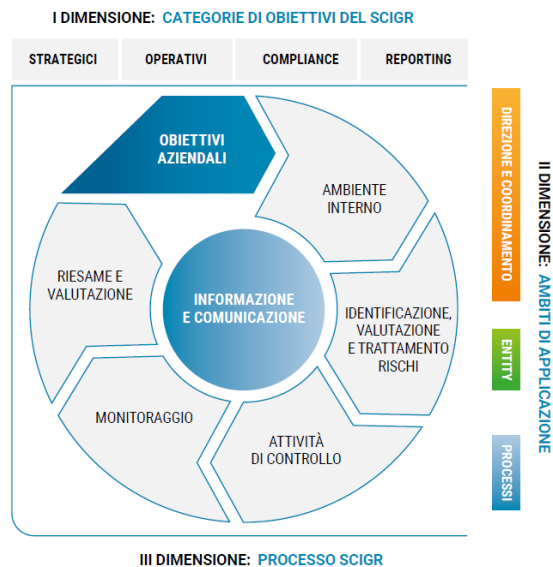 I DIMENSIONE: CATEGORIE DI OBIETTIVI DEL SCIGR
STRATEGICI
OPERATIVI
COMPLIANCE
REPORTING
OBIETTIVI
AZIENDALI
AMBIENTE
INTERNO
IDENTIFICAZIONE,
VALUTAZIONE
E TRATTAMENTO
RISCHI
ATTIVITÀ
DI CONTROLLO
MONITORAGGIO
RIESAME E
VALUTAZIONE
INFORMAZIONE
E COMUNICAZIONE
DIREZIONE E COORDINAMENTO
ENTITY
PROCESSI
II DIMENSIONE: AMBITI DI APPLICAZIONE
III DIMENSIONE: PROCESSO SCIGR